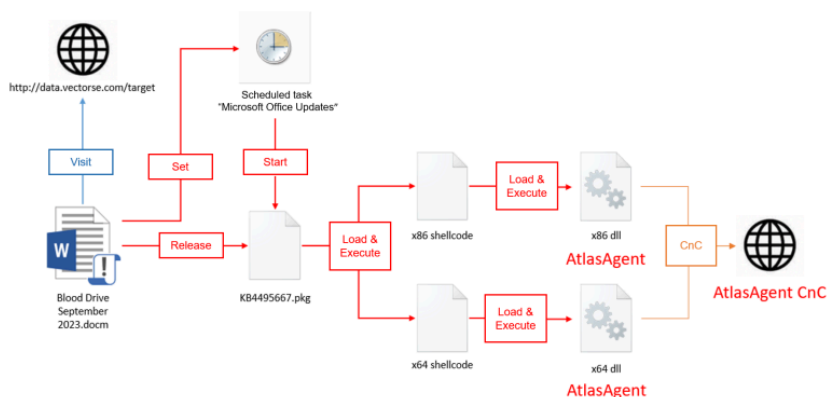 http://data.vectorse.com/target
Scheduled task
"Microsoft Office Updates"
Visit
Set
Start
Load &
Execute
x86 shellcode
x86 dll
AtlasAgent
W
Release
Load &
Execute
CnC
AtlasAgent CnC
Blood Drive
September
2023.docm
KB4495667.pkg
Load &
Execute
x64 shellcode
x64 dll
AtlasAgent